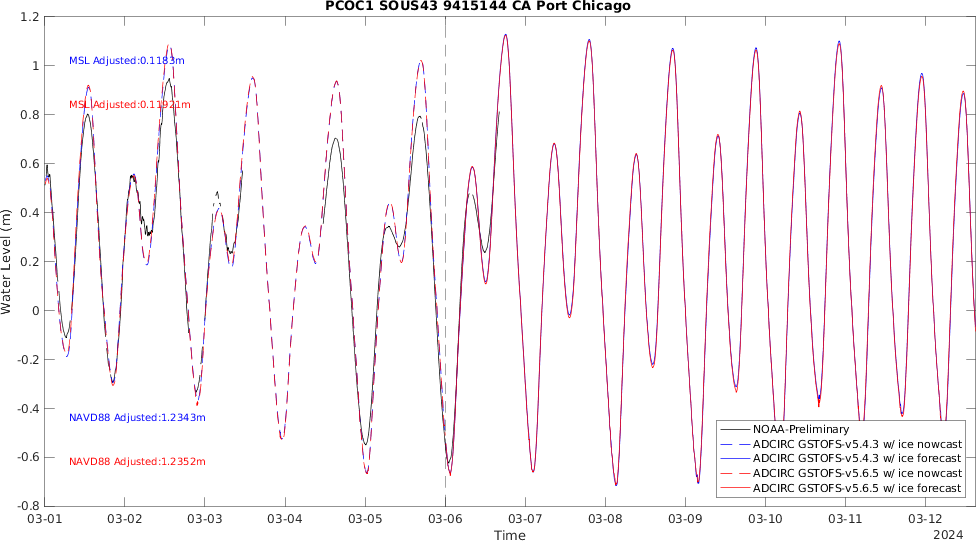 PCOC1 SOUS43 9415144 CA Port Chicago
1.2
1
0.8
0.6
0.4
0.2
0
-0.2
-0.4
-0.6
-0.8
Water Level (m)
MSL Adjusted:0.1183m
MSL Adjusted:0.11921m
NAVD88 Adjusted:1.2343m
NAVD88 Adjusted:1.2352m
NOAA-Preliminary
ADCIRC GSTOFS-v5.4.3 w/ ice nowcast
ADCIRC GSTOFS-v5.4.3 w/ ice forecast
ADCIRC GSTOFS-v5.6.5 w/ ice nowcast
ADCIRC GSTOFS-v5.6.5 w/ ice forecast
03-01 03-02 03-03 03-04 03-05 03-06 03-07 03-08 03-09 03-10 03-11 03-12
Time
2024